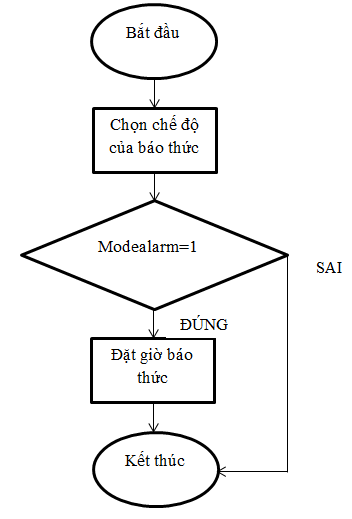 Bắt đầu
Chọn chế độ
của báo thức
Modealarm=1
SAI
ĐÚNG
Đặt giờ báo
thức
Kết thúc